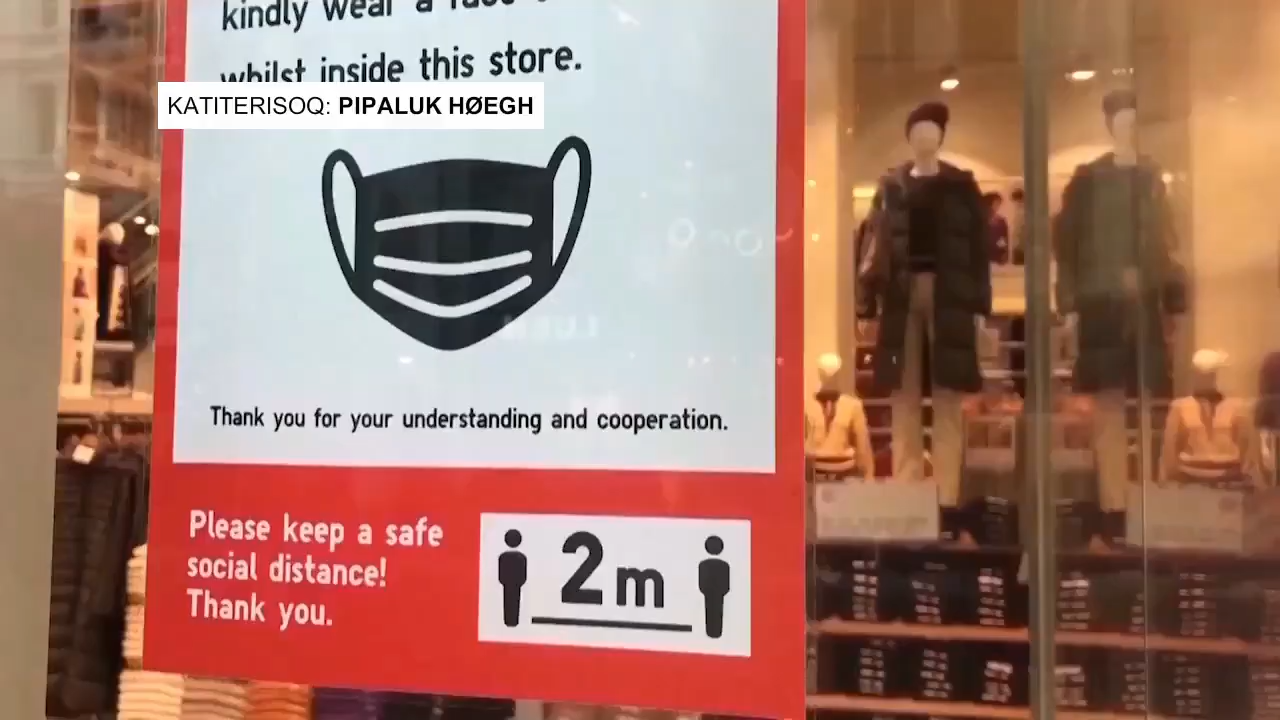 kindly wear a
whilst inside this store.
KATITERISOQ: PIPALUK HØEGH
Thank you for your understanding and cooperation.
Please keep a safe
social distance!
Thank you.
2m